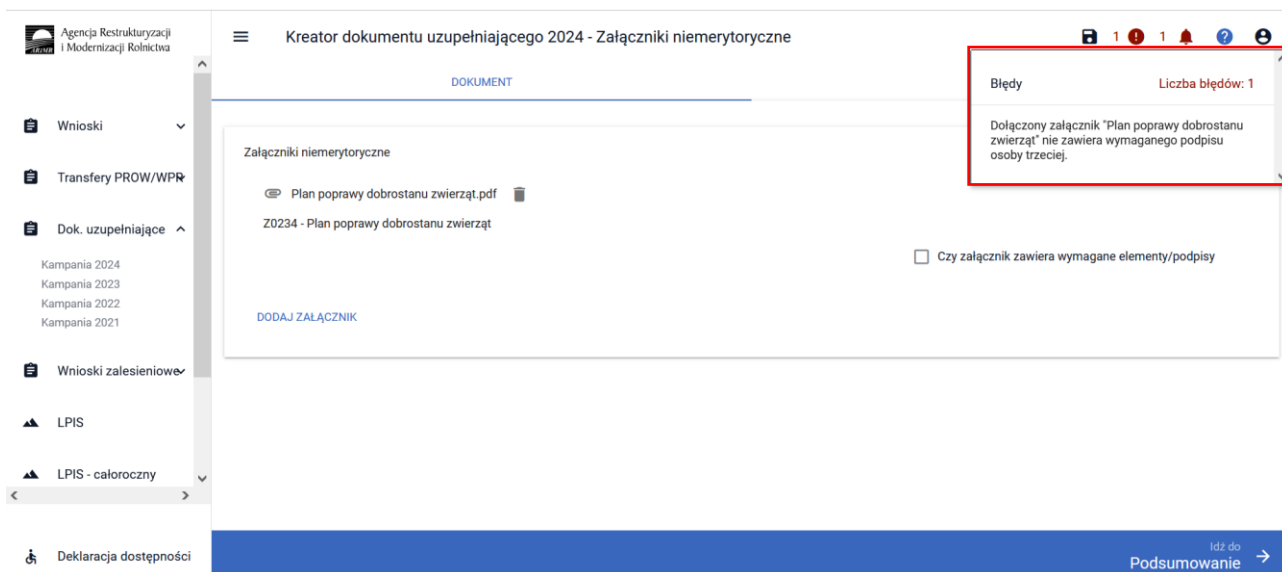 Agencja Restrukturyzacji
i Modernizacji Rolnictwa
ARiMR
Kreator dokumentu uzupełniającego 2024 - Załączniki niemerytoryczne
1 1
DOKUMENT
Błędy Liczba błędów: 1
Dołączony załącznik "Plan poprawy dobrostanu
zwierząt" nie zawiera wymaganego podpisu
osoby trzeciej.
Wnioski
Transfery PROW/WPR
Dok. uzupełniające
Kampania 2024
Kampania 2023
Kampania 2022
Kampania 2021
Wnioski zalesieniowe
LPIS
LPIS - całoroczny
Deklaracja dostępności
Załączniki niemerytoryczne
Plan poprawy dobrostanu zwierząt.pdf
Z0234 - Plan poprawy dobrostanu zwierząt
Czy załącznik zawiera wymagane elementy/podpisy
DODAJ ZAŁĄCZNIK
Idź do
Podsumowanie